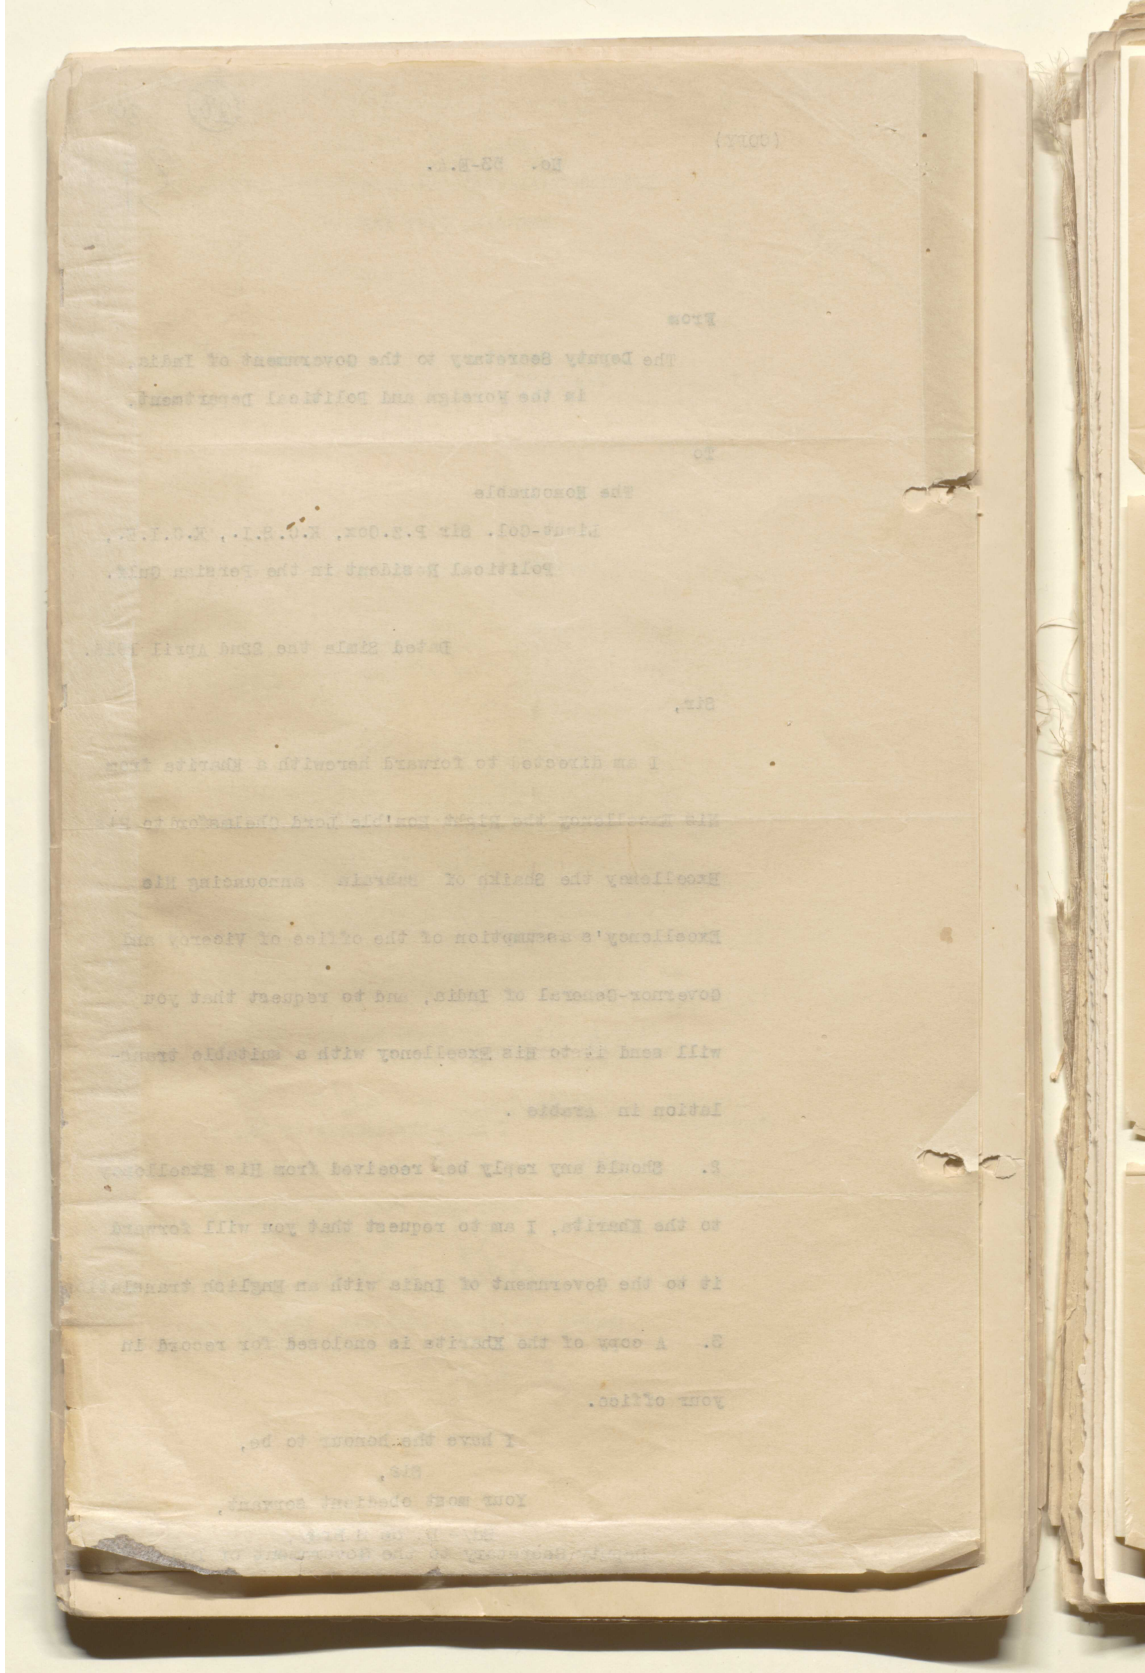 (COPY)
No. 53-E.A.
From
The Deputy Secretary to the Government of India,
in the Foreign and Political Department,
To
The Honourable
Lieut-Col. Sir P.Z.Cox, K.C.S.I., K.C.I.E.,
Political Resident in the Persian Gulf.
Dated Simla the 22nd April
Sir,
I am directed to forward herewith a Kharita from
His Excellency the Right Hon'ble Lord Chelmsford to His
Excellency the Shaikh of Bahrein announcing His
Excellency's assumption of the office of Viceroy and
Governor-General of India, and to request that you
will send it to His Excellency with a suitable trans-
lation in Arabic .
2. Should any reply be received from His Excellency
to the Kharita, I am to request that you will forward
it to the Government of India with an English translation
3. A copy of the Kharita is enclosed for record in
your office.
I have the honour to be,
Sir,
Your most obedient servant,
Deputy Secretary to the Government of